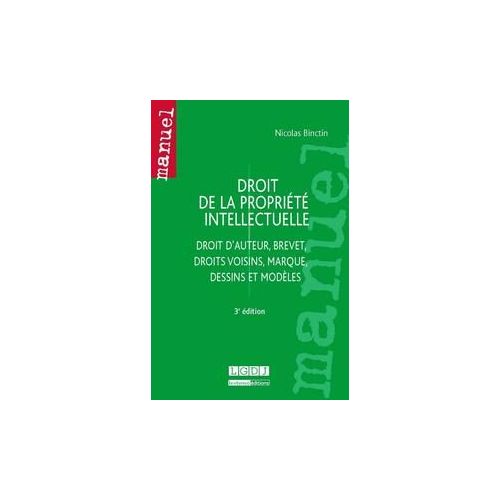 manuel
Nicolas Binctin
manuel
DROIT
DE LA PROPRIÉTÉ
INTELLECTUELLE
DROIT D'AUTEUR, BREVET,
DROITS VOISINS, MARQUE,
DESSINS ET MODÈLES
3e édition
LGDJ
lextenso éditions